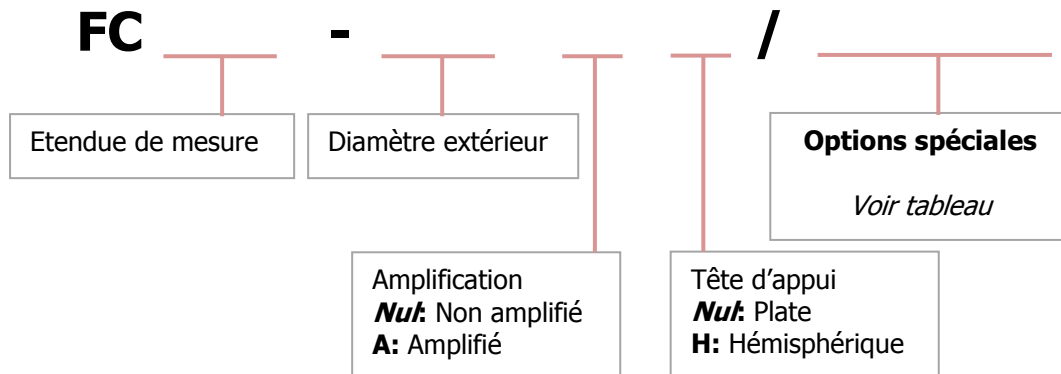 FC - /
Etendue de mesure
Diamètre extérieur
Options spéciales
Voir tableau
Amplification
Nul: Non amplifié
A: Amplifié
Tête d’appui
Nul: Plate
H: Hémisphérique